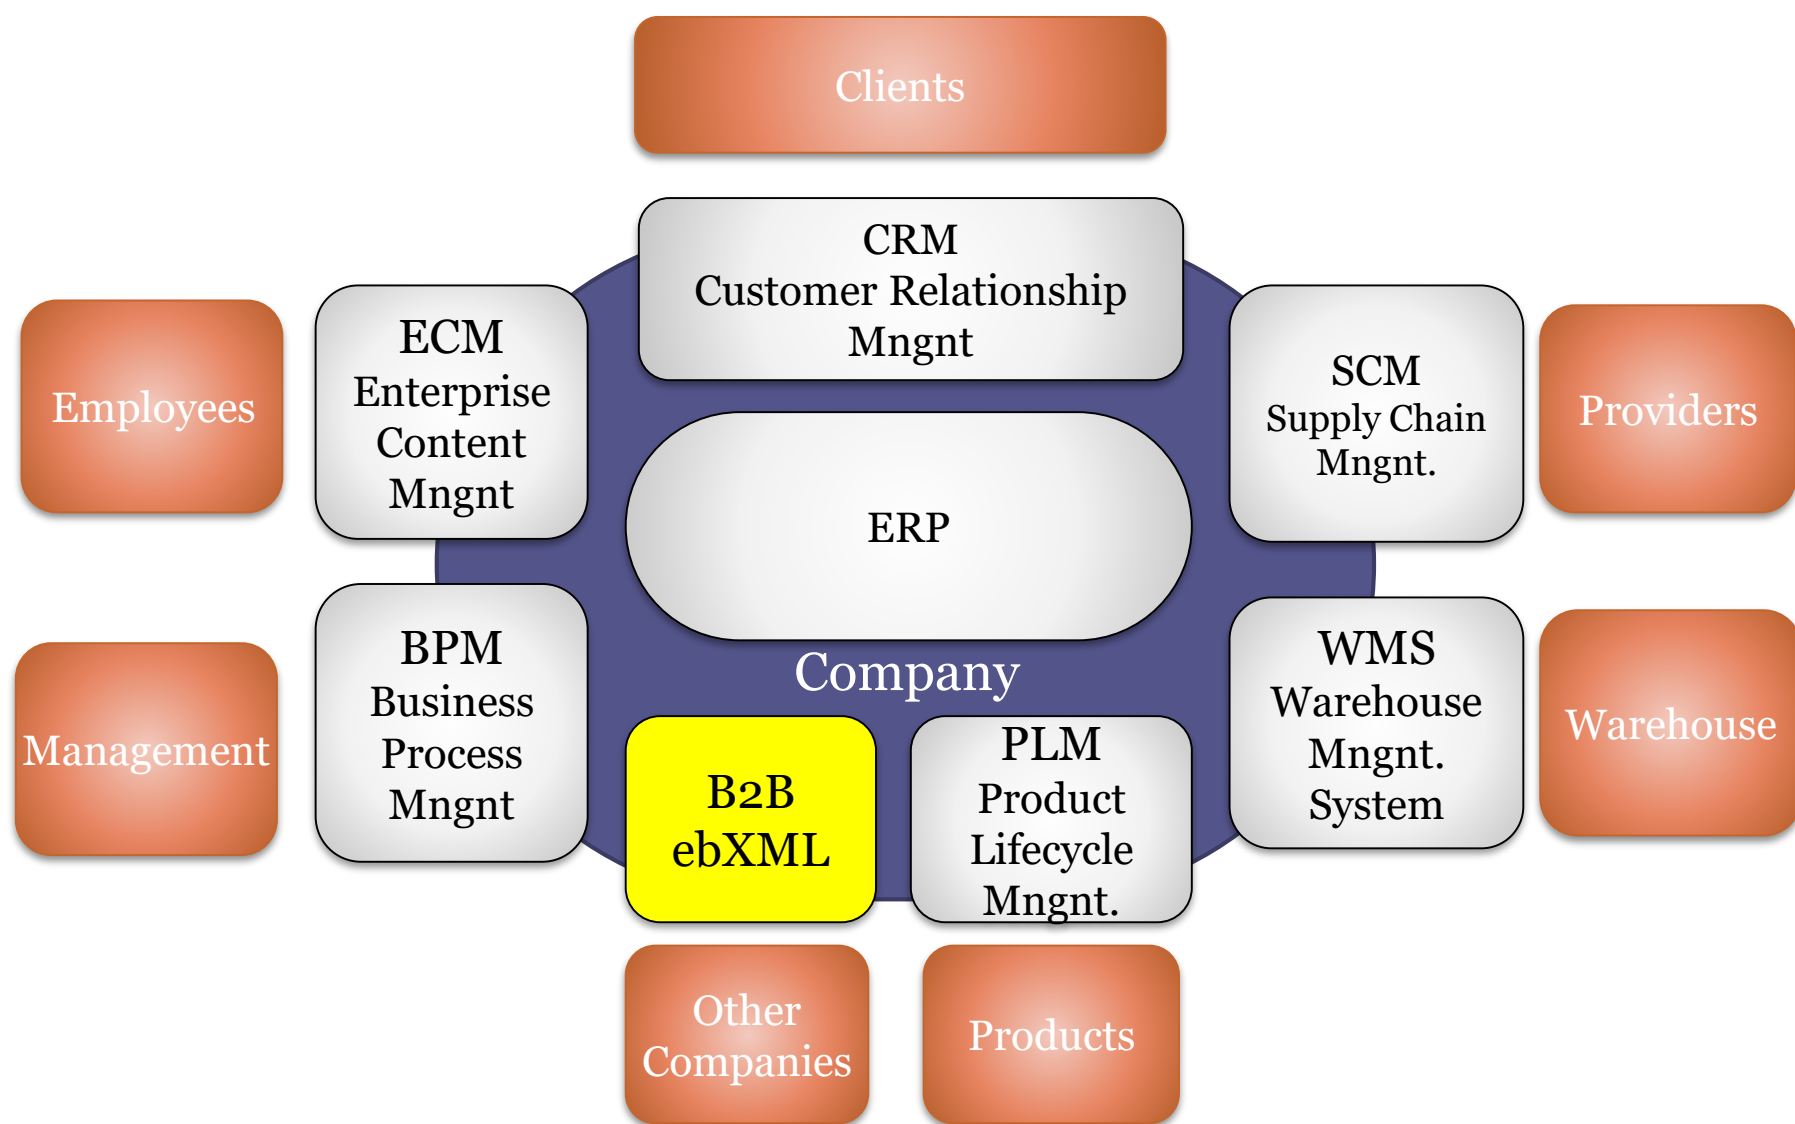 Clients
CRM
Customer Relationship
Mngnt
Employees
ECM
Enterprise
Content
Mngnt
SCM
Supply Chain
Mngnt.
Providers
ERP
Management
BPM
Business
Process
Mngnt
Company
WMS
Warehouse
Mngnt.
System
Warehouse
B2B
ebXML
PLM
Product
Lifecycle
Mngnt.
Other
Companies
Products